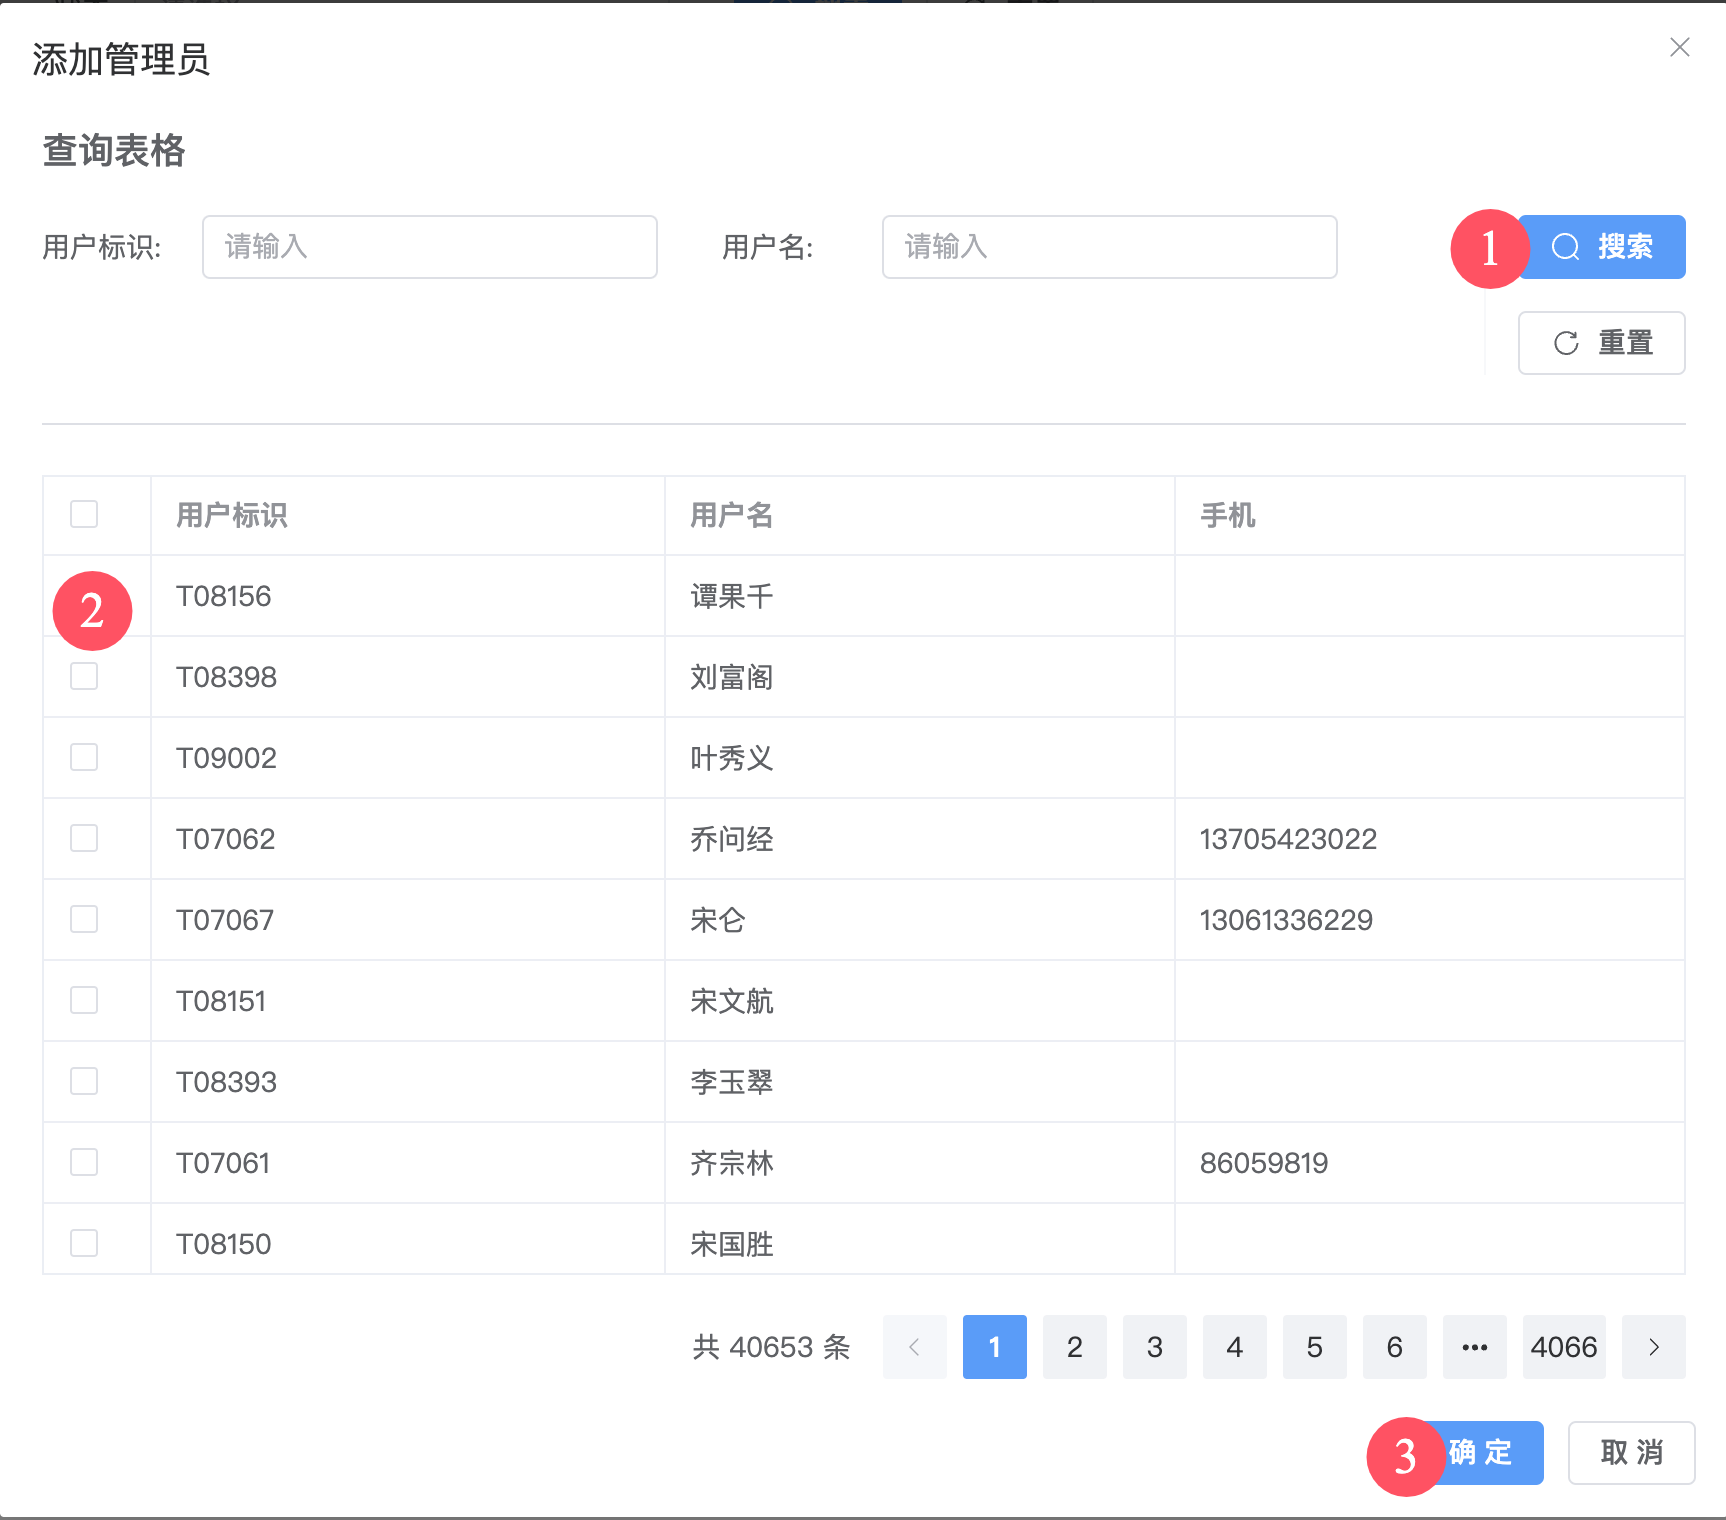 添加管理员
查询表格
用户标识: 请输入 用户名: 请输入 1 搜索
重置
用户标识 用户名 手机
2 T08156 谭果千
T08398 刘富阁
T09002 叶秀义
T07062 乔问经 13705423022
T07067 宋仑 13061336229
T08151 宋文航
T08393 李玉翠
T07061 齐宗林 86059819
T08150 宋国胜
共 40653 条 1 2 3 4 5 6 ••• 4066
3 确 定 取 消